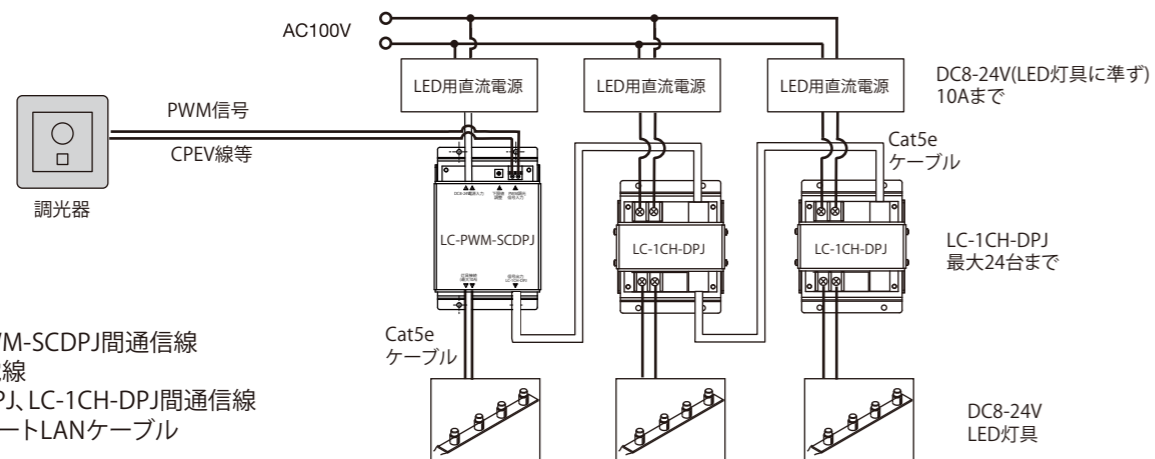 AC100V
LED用直流電源
LED用直流電源
LED用直流電源
DC8-24V(LED灯具に準ず)
10Aまで
PWM信号
CPEV線等
調光器
Cat5e
ケーブル
LC-PWM-SCDPJ
LC-1CH-DPJ
LC-1CH-DPJ
LC-1CH-DPJ
最大24台まで
Cat5e
ケーブル
M-SCDPJ間通信線
線
PJ、LC-1CH-DPJ間通信線
ートLANケーブル
DC8-24V
LED灯具